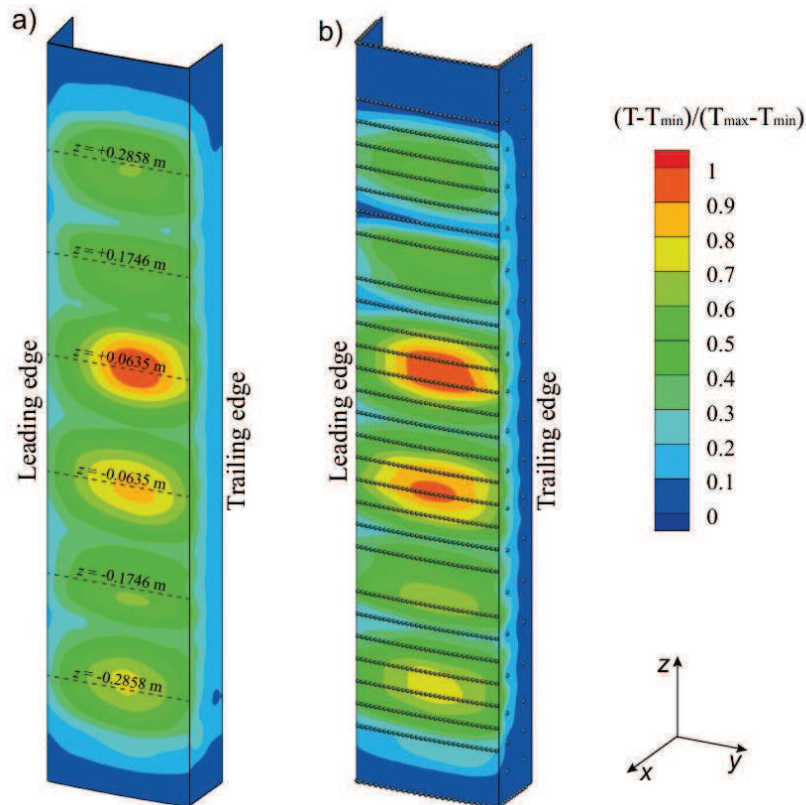 a)
b)
z = +0.2858 m
z = +0.1746 m
z = +0.0635 m
z = -0.0635 m
z = -0.1746 m
z = -0.2858 m
Leading edge
Trailing edge
Leading edge
Trailing edge
(T-Tmin)/(Tmax-Tmin)
1
0.9
0.8
0.7
0.6
0.5
0.4
0.3
0.2
0.1
0
z
x
y